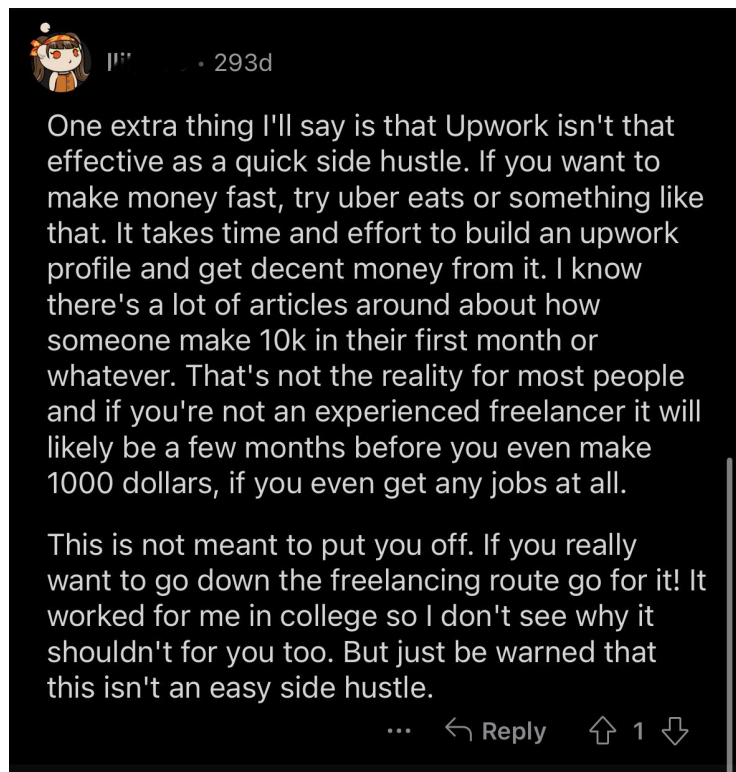 · 293d
One extra thing I'll say is that Upwork isn't that
effective as a quick side hustle. If you want to
make money fast, try uber eats or something like
that. It takes time and effort to build an upwork
profile and get decent money from it. I know
there's a lot of articles around about how
someone make 10k in their first month or
whatever. That's not the reality for most people
and if you're not an experienced freelancer it will
likely be a few months before you even make
1000 dollars, if you even get any jobs at all.
This is not meant to put you off. If you really
want to go down the freelancing route go for it! It
worked for me in college so I don't see why it
shouldn't for you too. But just be warned that
this isn't an easy side hustle.
... Reply 1